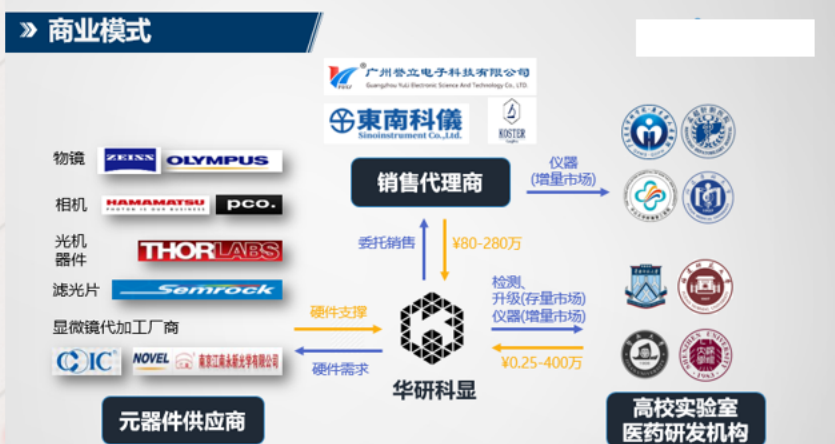 商业模式
广州誉立电子科技有限公司
Guangzhou YuLi Electronic Science And Technology Co., LTD.
東南科儀
Sinoinstrument Co.,Ltd.
KOSTER
销售代理商
物镜
ZEISS
OLYMPUS
相机
HAMAMATSU
PHOTON IS OUR BUSINESS
pco.
光机
器件
THORLABS
滤光片
Semrock
显微镜代加工厂商
COIC
NOVEL
南京江南永新光学有限公司
元器件供应商
硬件支撑
硬件需求
委托销售
¥80-280万
华研科显
仪器
(增量市场)
检测、
升级(存量市场)
仪器(增量市场)
¥0.25-400万
高校实验室
医药研发机构